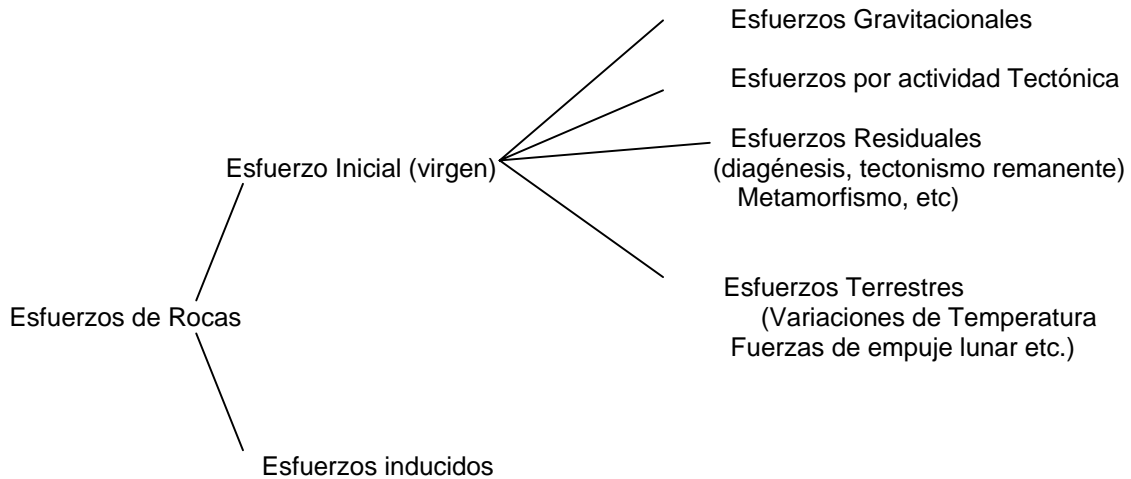 Esfuerzos Gravitacionales
Esfuerzos por actividad Tectónica
Esfuerzos Residuales
(diagénesis, tectonismo remanente)
Metamorfismo, etc)
Esfuerzo Inicial (virgen)
Esfuerzos Terrestres
(Variaciones de Temperatura
Fuerzas de empuje lunar etc.)
Esfuerzos de Rocas
Esfuerzos inducidos